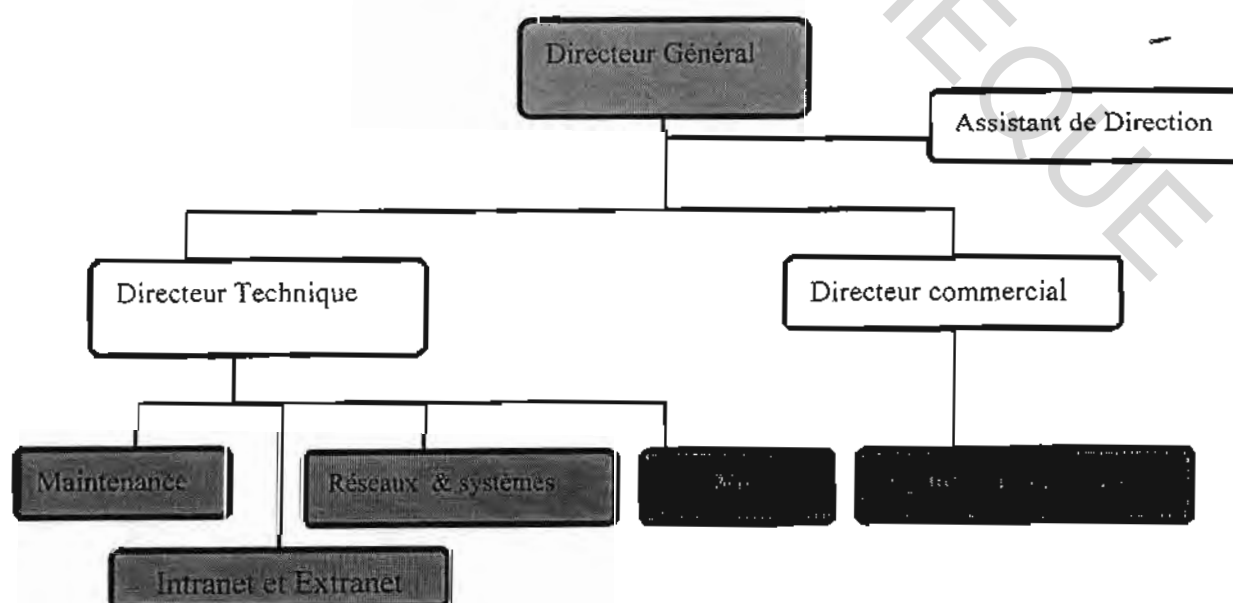 Directeur Général
Assistant de Direction
Directeur Technique
Directeur commercial
Maintenance
Réseaux & systèmes
Intranet et Extranet